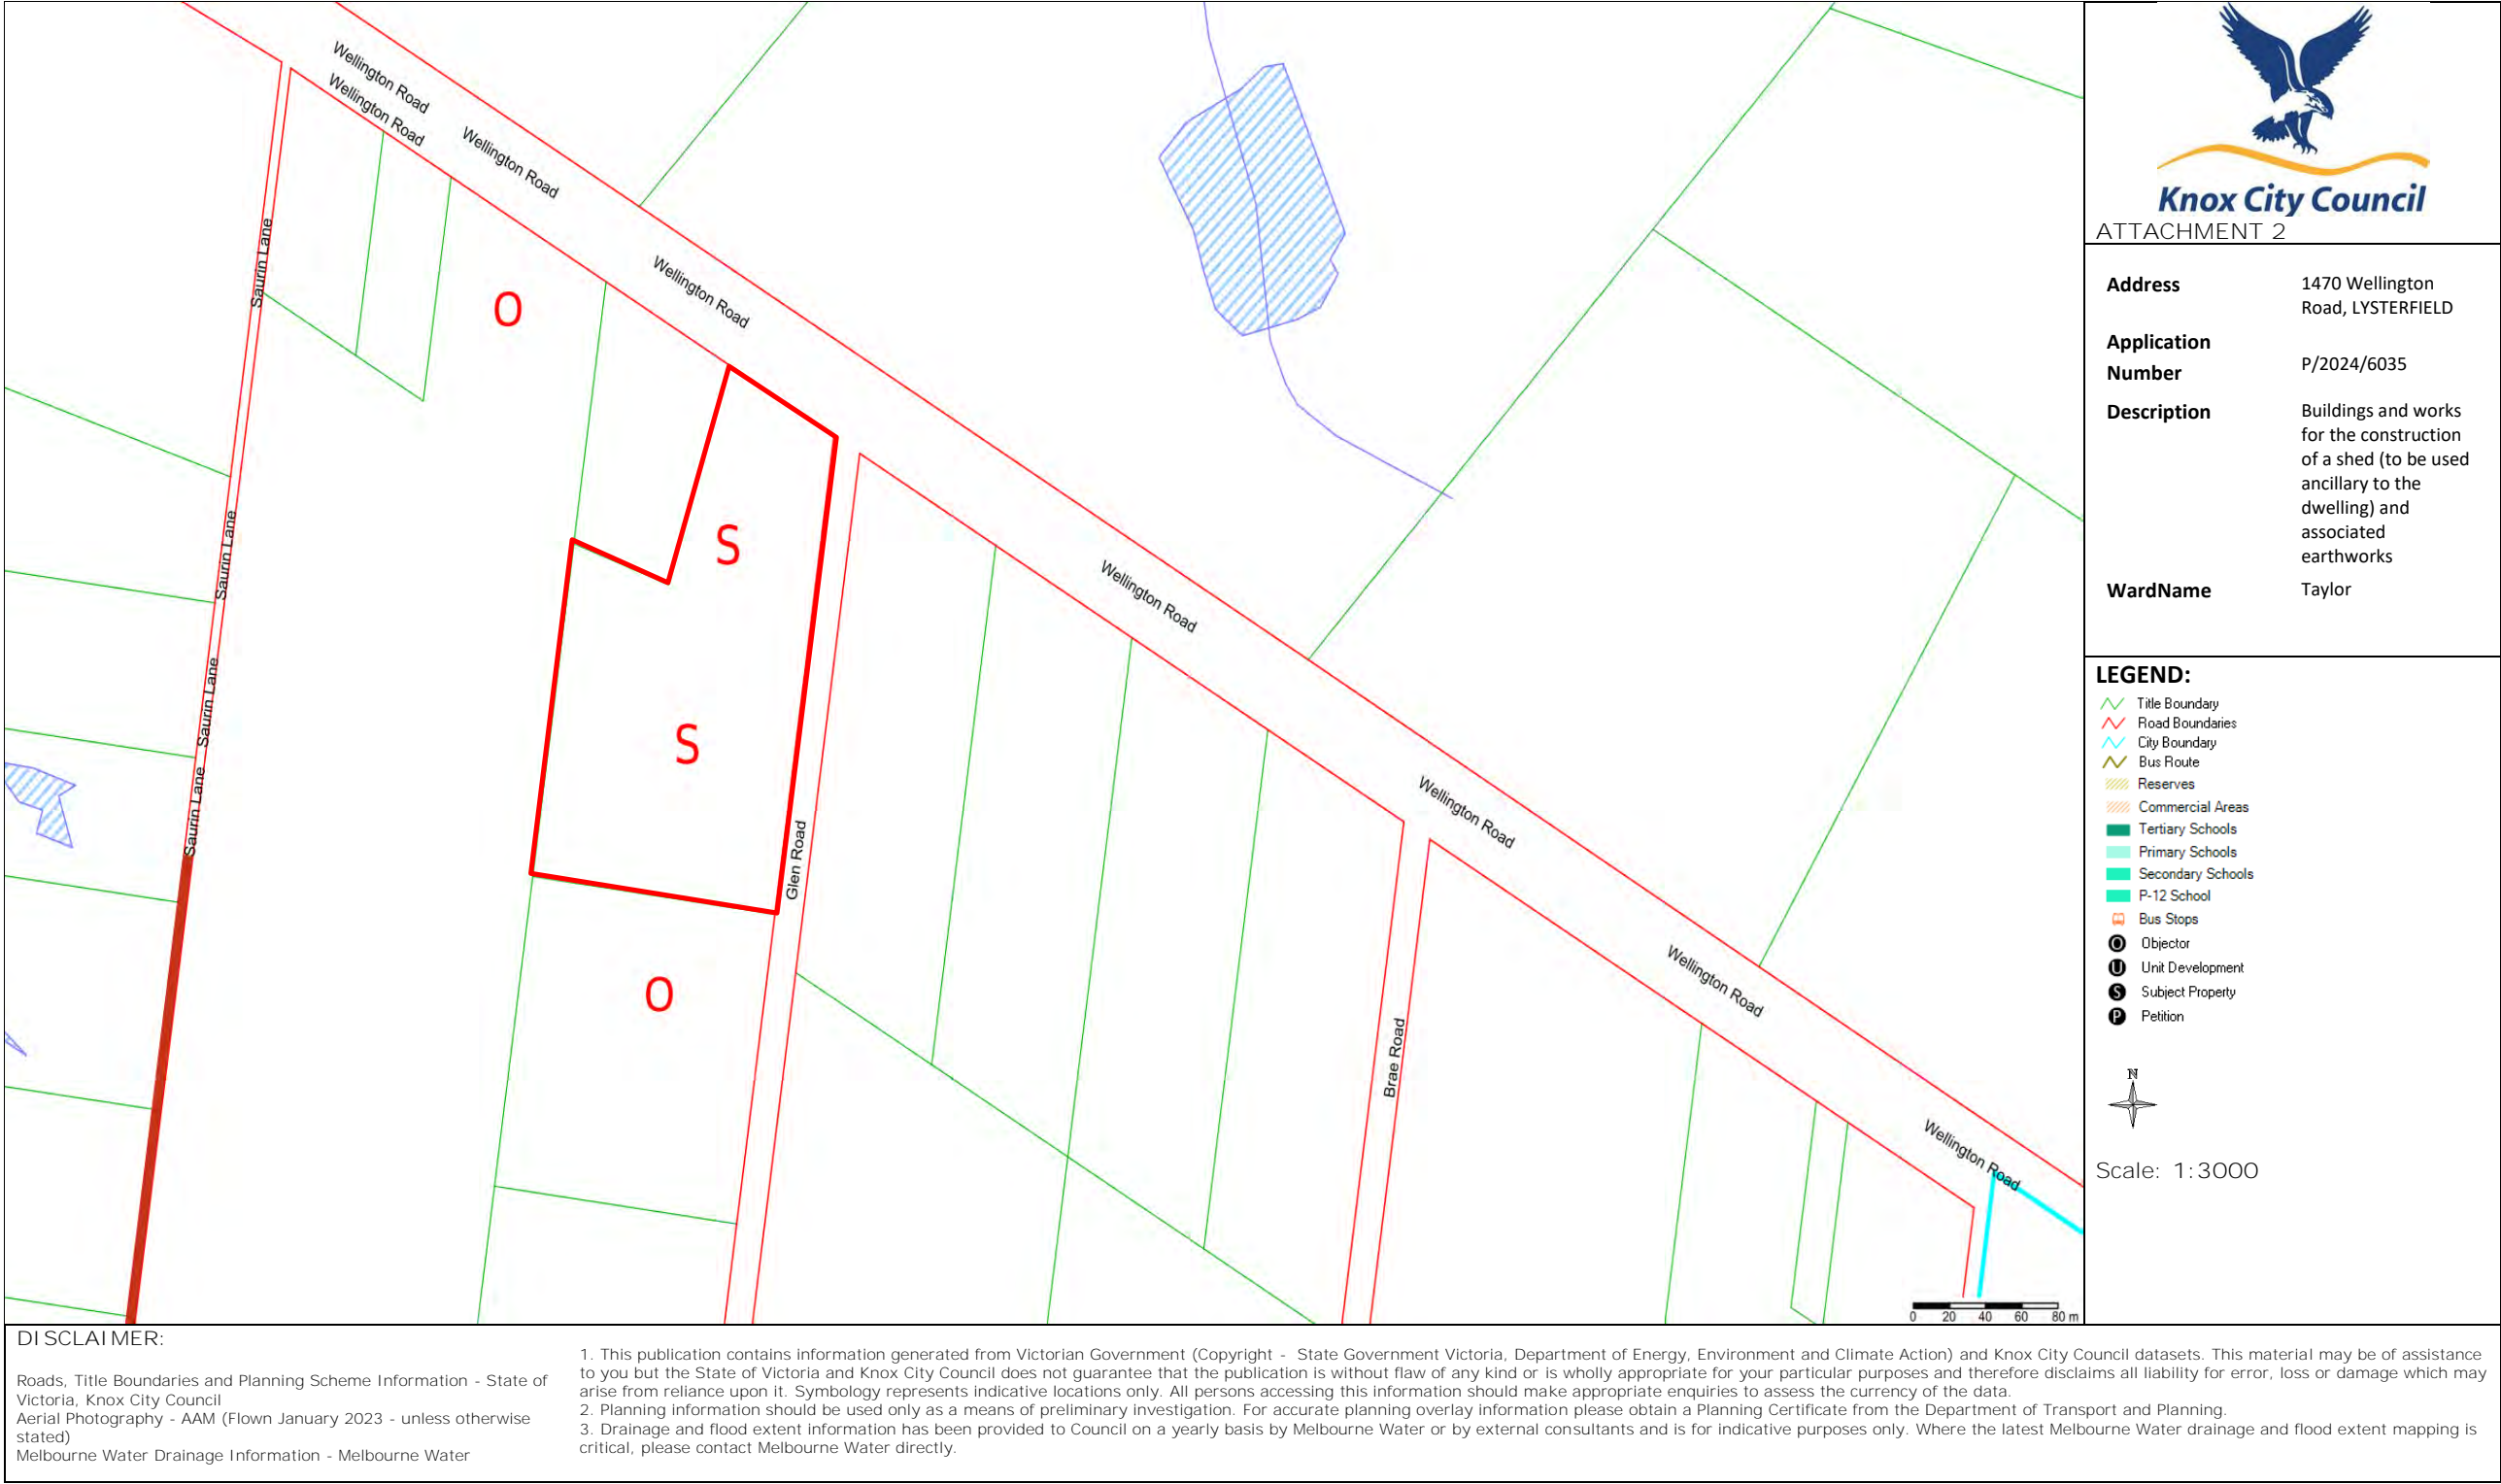 Wellington Road
Wellington Road
Wellington Road
Saurin Lane
O
Wellington Road
S
Saurin Lane
Wellington Road
Saurin Lane
S
Saurin Lane
Glen Road
Wellington Road
O
Wellington Road
Brae Road
Wellington Road
0 20 40 60 80 m
Knox City Council
ATTACHMENT 2
Address 1470 Wellington
Road, LYSTERFIELD
Application
Number P/2024/6035
Description Buildings and works
for the construction
of a shed (to be used
ancillary to the
dwelling) and
associated
earthworks
WardName Taylor
LEGEND:
Title Boundary
Road Boundaries
City Boundary
Bus Route
Reserves
Commercial Areas
Tertiary Schools
Primary Schools
Secondary Schools
P-12 School
Bus Stops
O Objector
U Unit Development
S Subject Property
P Petition
N
Scale: 1:3000
DISCLAIMER:
Roads, Title Boundaries and Planning Scheme Information - State of
Victoria, Knox City Council
Aerial Photography - AAM (Flown January 2023 - unless otherwise
stated)
Melbourne Water Drainage Information - Melbourne Water
1. This publication contains information generated from Victorian Government (Copyright - State Government Victoria, Department of Energy, Environment and Climate Action) and Knox City Council datasets. This material may be of assistance
to you but the State of Victoria and Knox City Council does not guarantee that the publication is without flaw of any kind or is wholly appropriate for your particular purposes and therefore disclaims all liability for error, loss or damage which may
arise from reliance upon it. Symbology represents indicative locations only. All persons accessing this information should make appropriate enquiries to assess the currency of the data.
2. Planning information should be used only as a means of preliminary investigation. For accurate planning overlay information please obtain a Planning Certificate from the Department of Transport and Planning.
3. Drainage and flood extent information has been provided to Council on a yearly basis by Melbourne Water or by external consultants and is for indicative purposes only. Where the latest Melbourne Water drainage and flood extent mapping is
critical, please contact Melbourne Water directly.